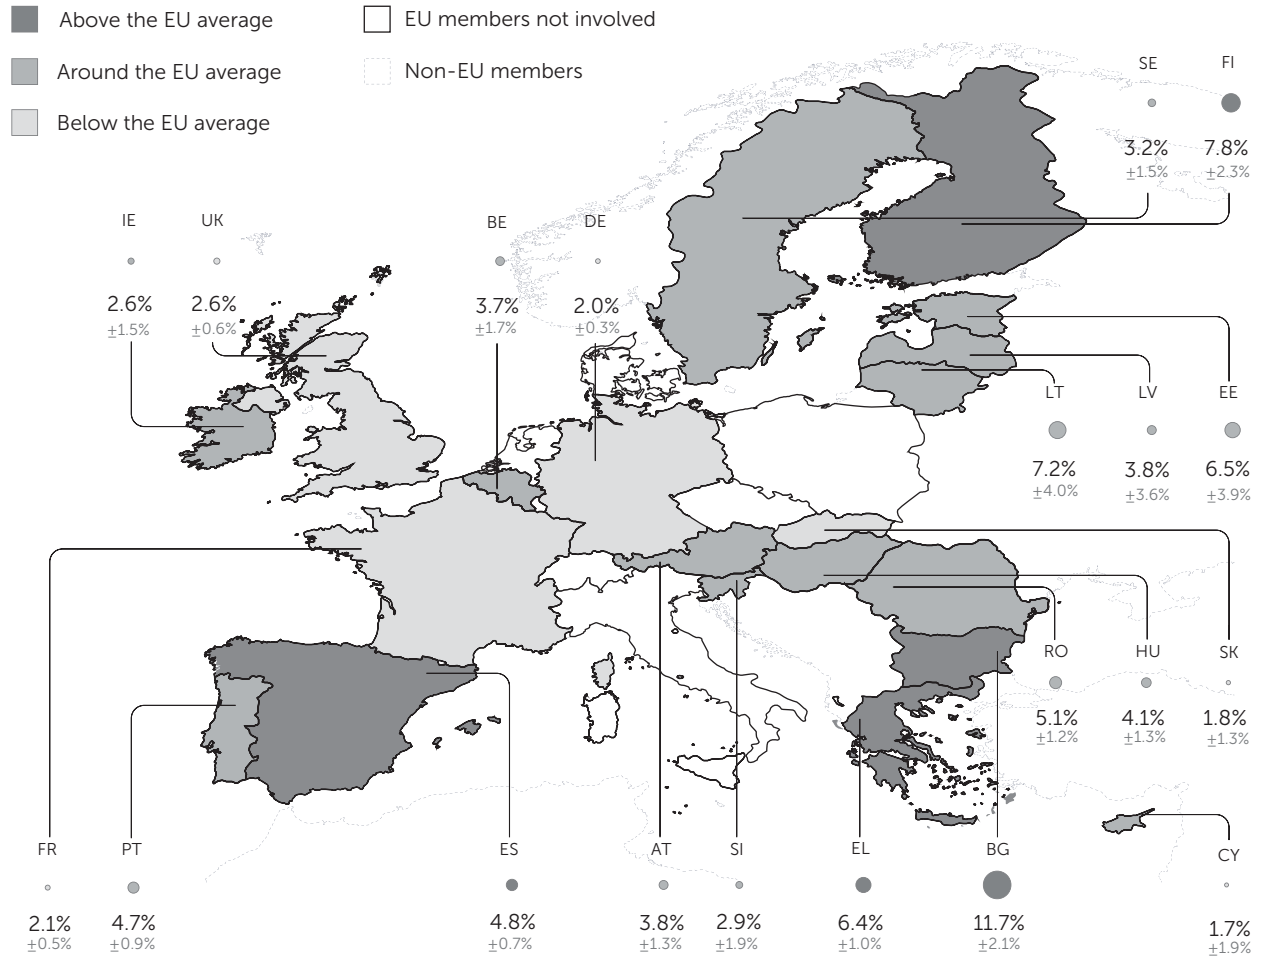 Above the EU average
EU members not involved
Around the EU average
Non-EU members
Below the EU average
SE
FI
3.2%
7.8%
±1.5%
±2.3%
IE
UK
BE
DE
2.6%
2.6%
3.7%
2.0%
±1.5%
±0.6%
±1.7%
±0.3%
LT
LV
EE
7.2%
3.8%
6.5%
±4.0%
±3.6%
±3.9%
RO
HU
SK
5.1%
4.1%
1.8%
±1.2%
±1.3%
±1.3%
FR
PT
ES
AT
SI
EL
BG
CY
2.1%
4.7%
4.8%
3.8%
2.9%
6.4%
11.7%
1.7%
±0.5%
±0.9%
±0.7%
±1.3%
±1.9%
±1.0%
±2.1%
±1.9%